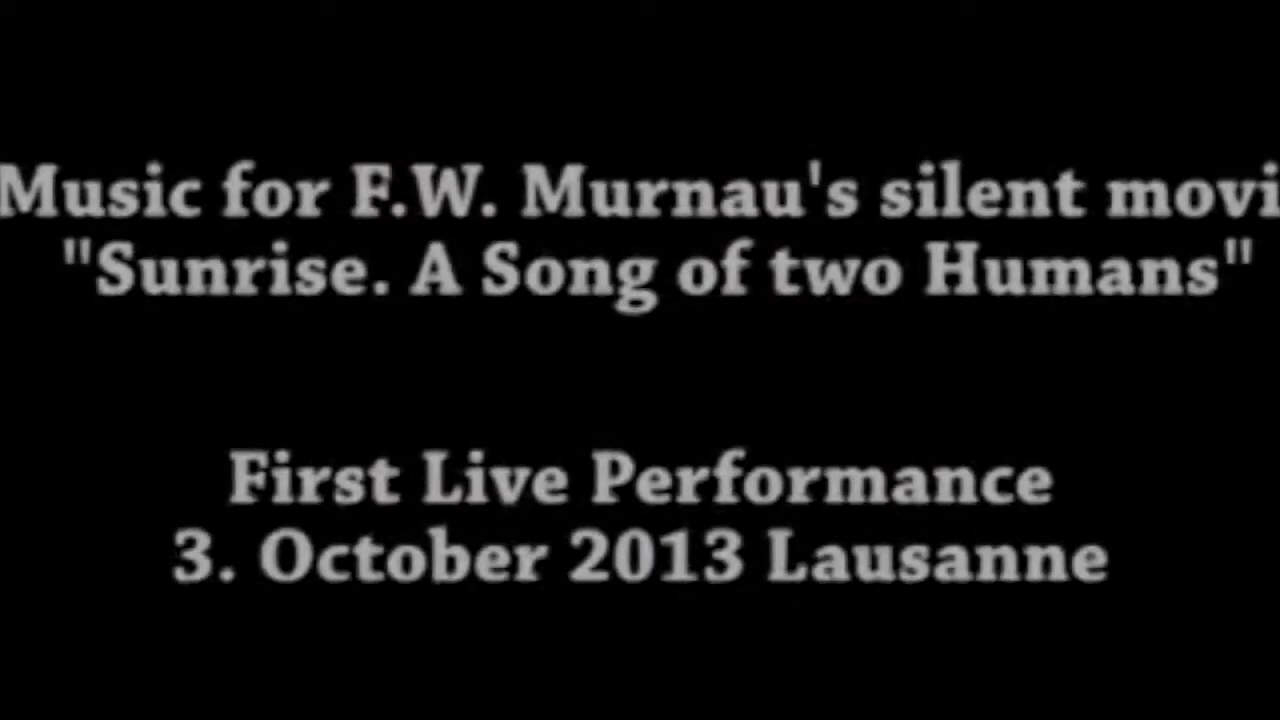 Music for F.W. Murnau's silent movi
"Sunrise. A Song of two Humans"
First Live Performance
3. October 2013 Lausanne